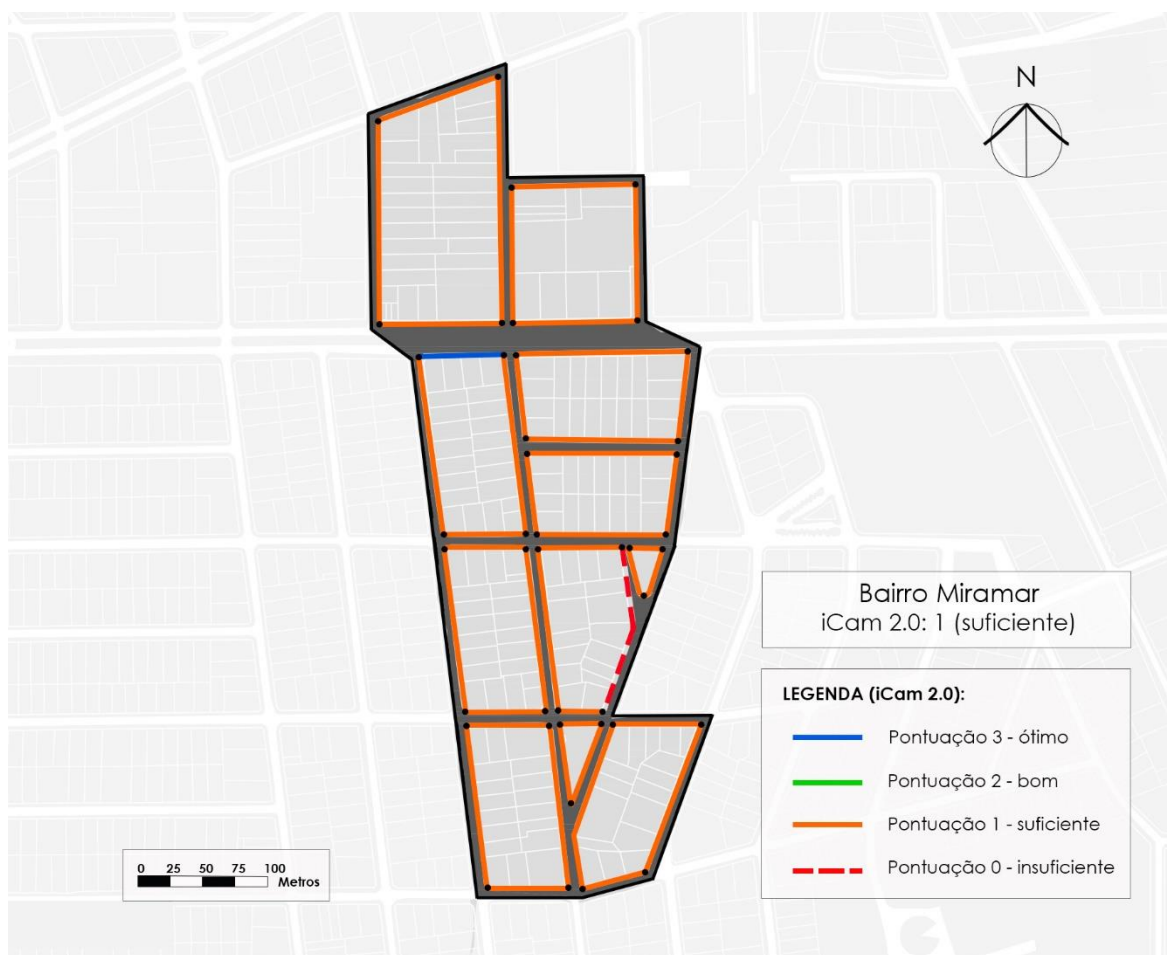 N
Bairro Miramar
iCam 2.0: 1 (suficiente)
LEGENDA (iCam 2.0):
Pontuação 3 - ótimo
Pontuação 2 - bom
Pontuação 1 - suficiente
Pontuação 0 - insuficiente
0 25 50 75 100
Metros